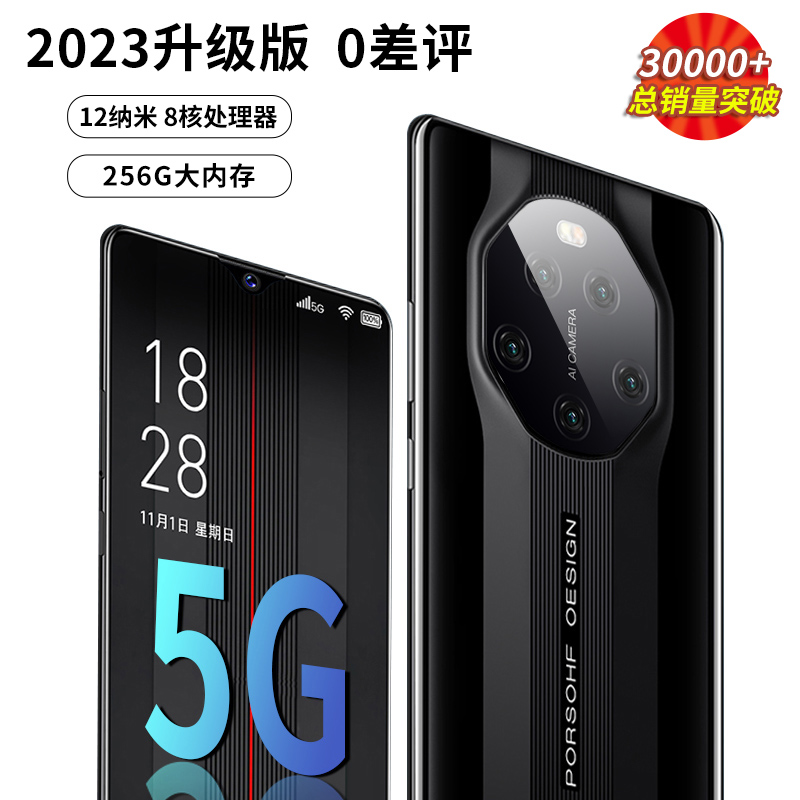 2023升级版 0差评
30000+
总销量突破
12纳米 8核处理器
256G大内存
5G
100%
18
28
11月1日 星期日
5G
AI CAMERA
PORSOHF OESIGN